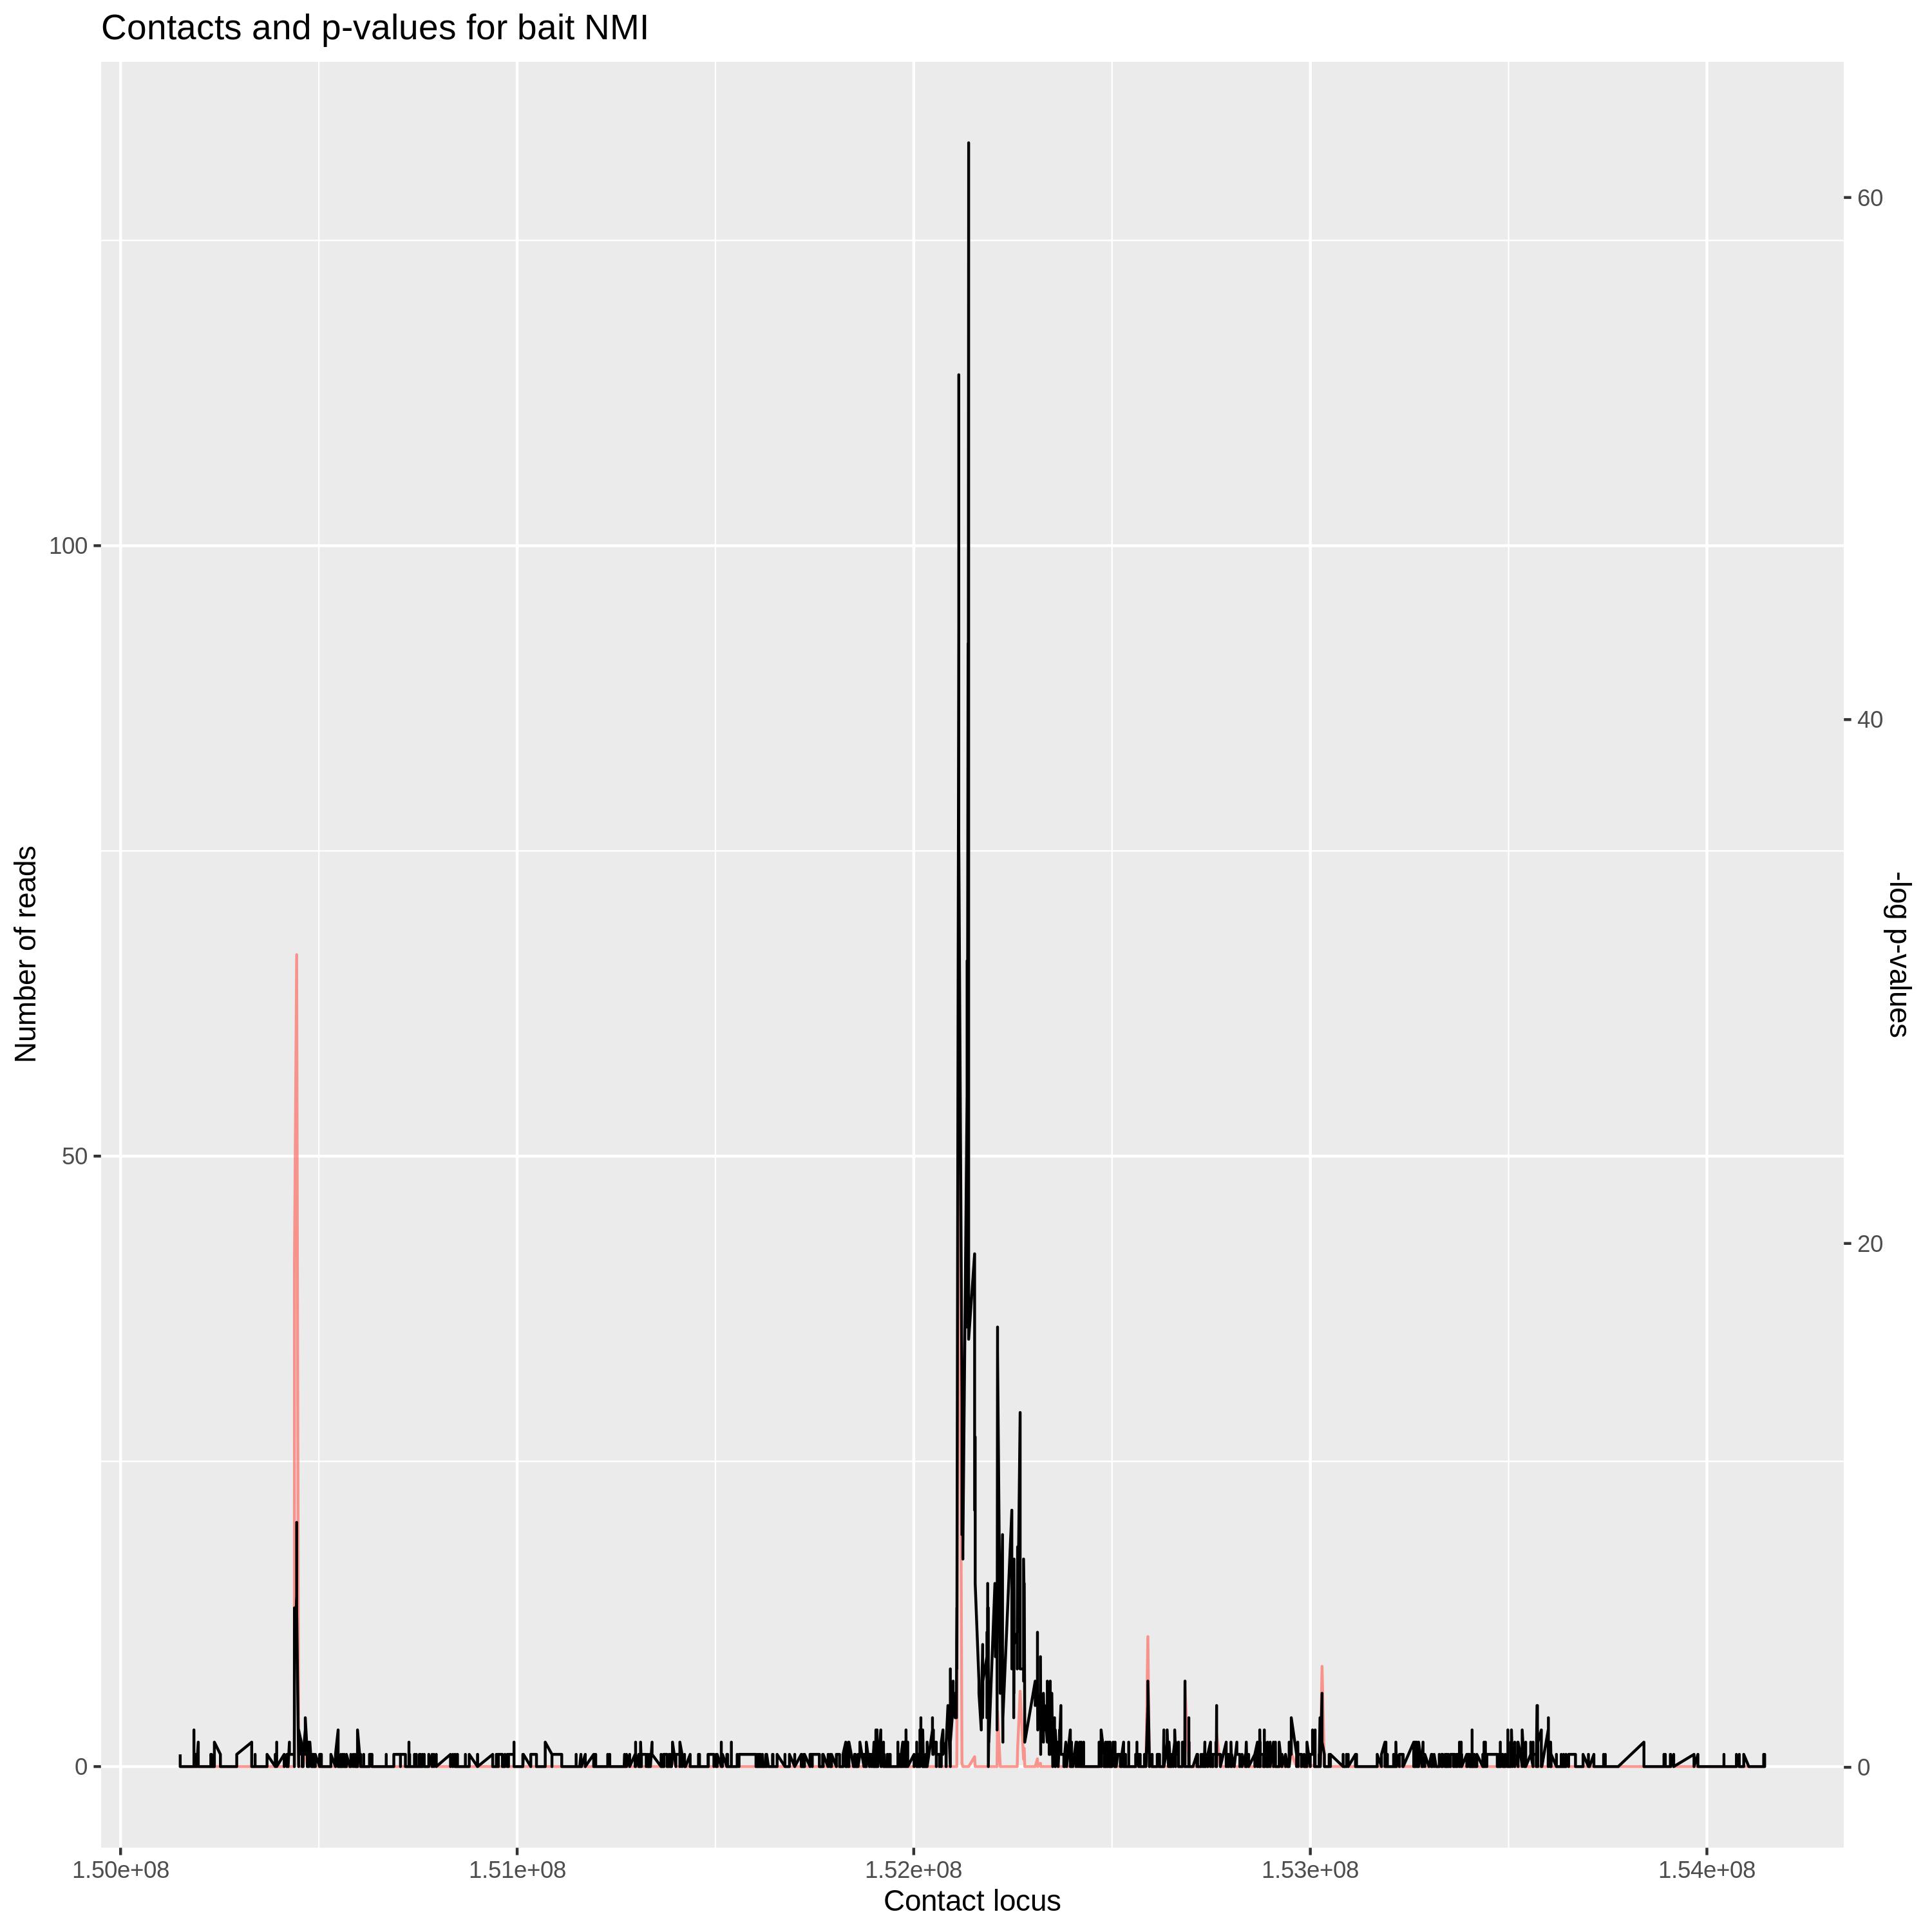 Contacts and p-values for bait NMI
Number of reads
100
50
0
60
40
20
0
-log p-values
1.50e+08
1.51e+08
1.52e+08
1.53e+08
1.54e+08
Contact locus